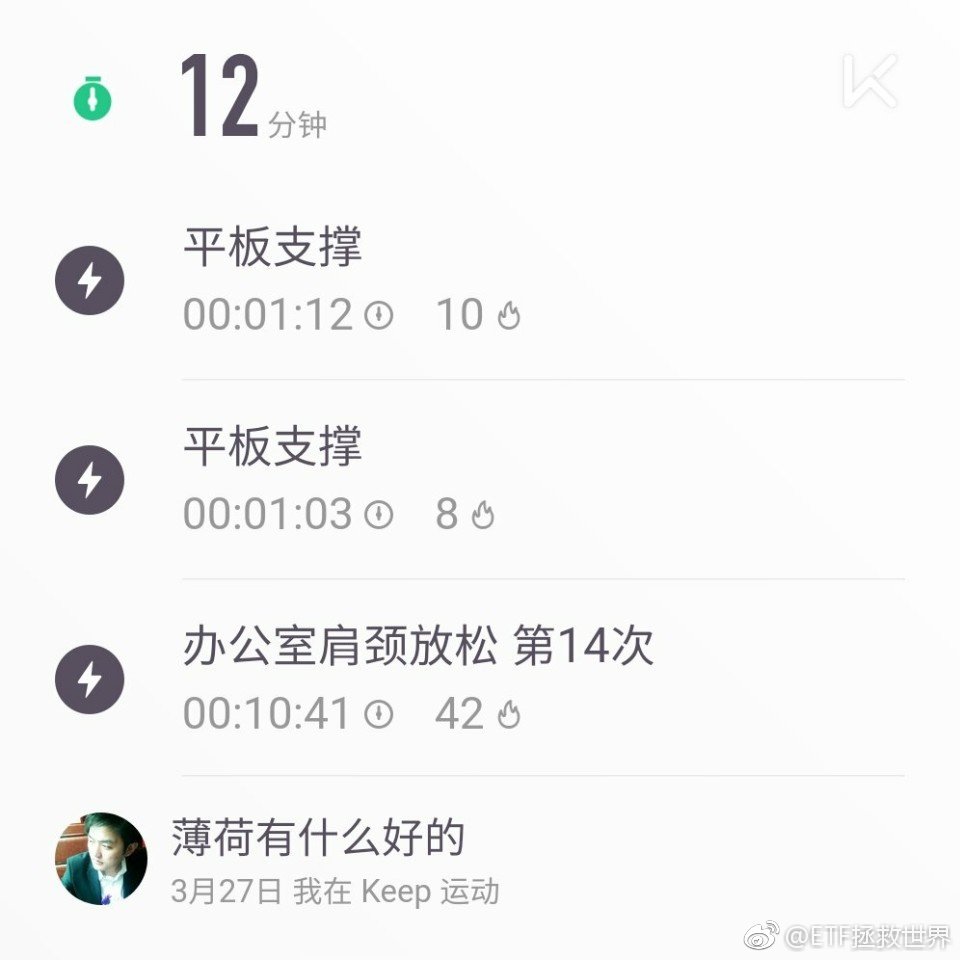 12 分钟
平板支撑
00:01:12 10
平板支撑
00:01:03 8
办公室肩颈放松 第14次
00:10:41 42
薄荷有什么好的
3月27日 我在 Keep 运动
@ETF拯救世界